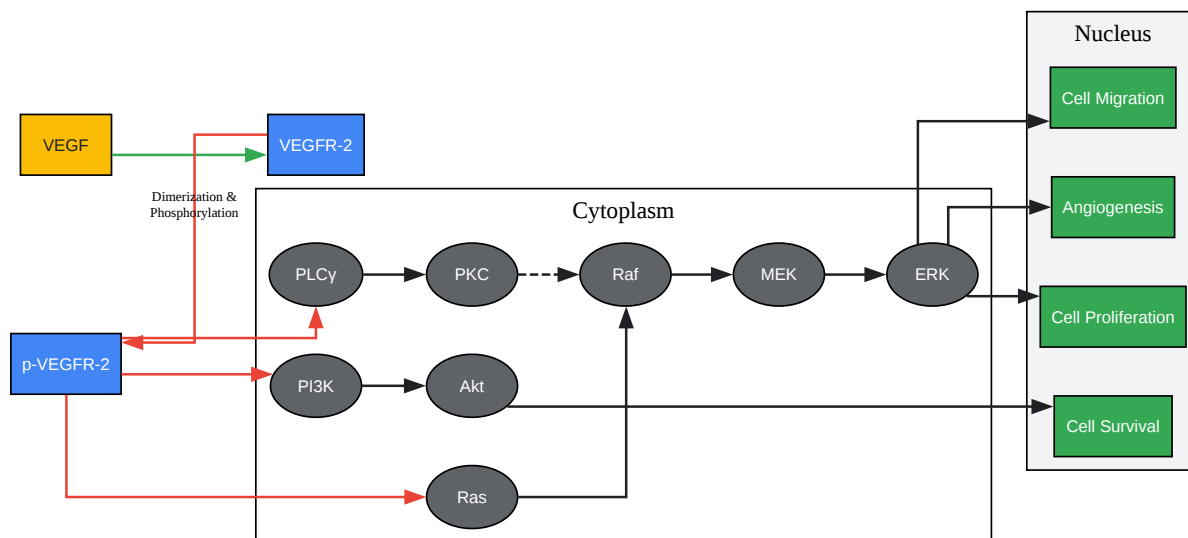 Nucleus
Cell Migration
VEGF
VEGFR-2
Dimerization &
Phosphorylation
Cytoplasm
Angiogenesis
PLCγ
PKC
Raf
MEK
ERK
Cell Proliferation
p-VEGFR-2
PI3K
Akt
Cell Survival
Ras